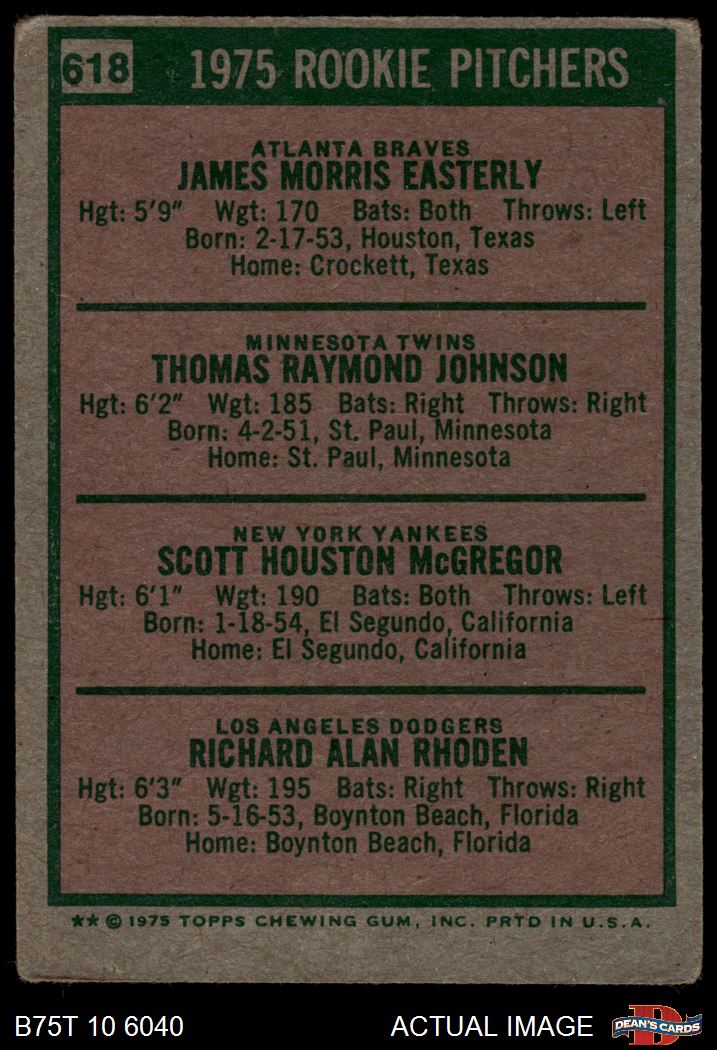 618 1975 ROOKIE PITCHERS
ATLANTA BRAVES
JAMES MORRIS EASTERLY
Hgt: 5'9" Wgt: 170 Bats: Both Throws: Left
Born: 2-17-53, Houston, Texas
Home: Crockett, Texas
MINNESOTA TWINS
THOMAS RAYMOND JOHNSON
Hgt: 6'2" Wgt: 185 Bats: Right Throws: Right
Born: 4-2-51, St. Paul, Minnesota
Home: St. Paul, Minnesota
NEW YORK YANKEES
SCOTT HOUSTON McGREGOR
Hgt: 6'1" Wgt: 190 Bats: Both Throws: Left
Born: 1-18-54, El Segundo, California
Home: El Segundo, California
LOS ANGELES DODGERS
RICHARD ALAN RHODEN
Hgt: 6'3" Wgt: 195 Bats: Right Throws: Right
Born: 5-16-53, Boynton Beach, Florida
Home: Boynton Beach, Florida
** © 1975 TOPPS CHEWING GUM, INC. PRTD IN U.S.A.
B75T 10 6040 ACTUAL IMAGE D DEAN'S CARDS